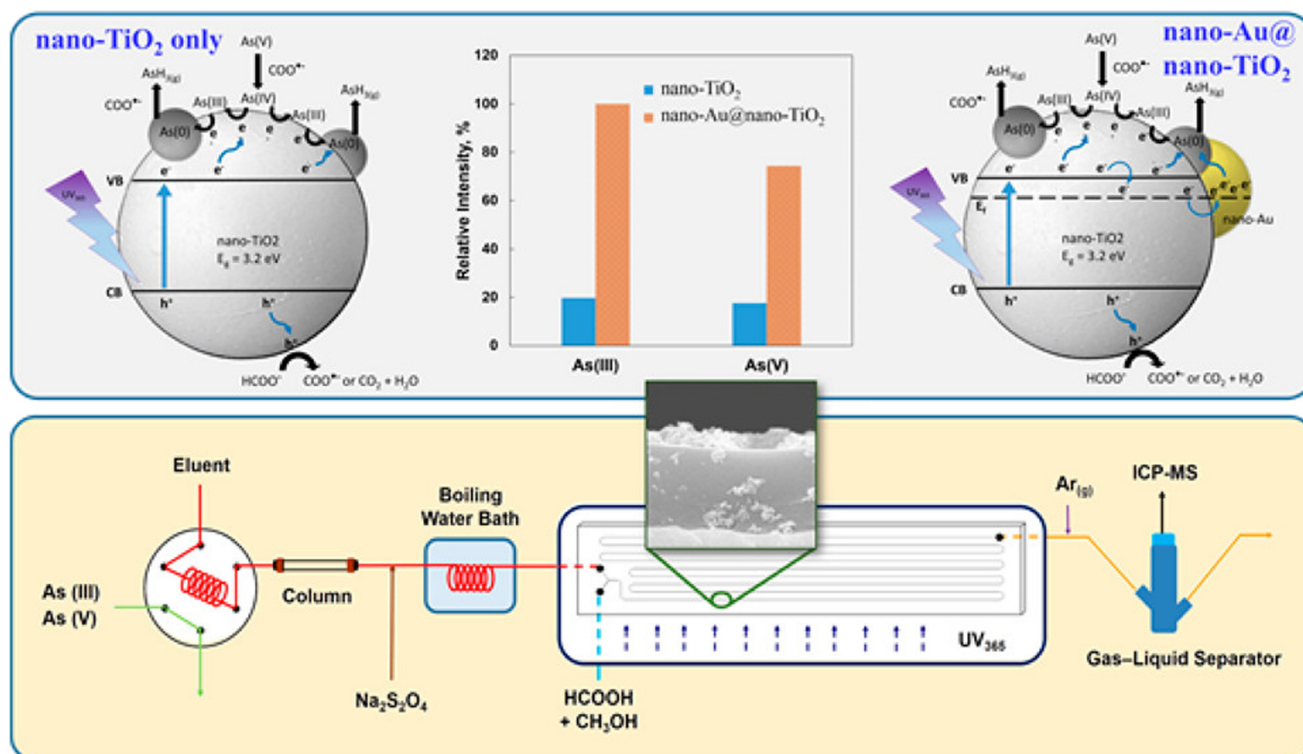 nano-TiO₂ only
As(V)
COO•-
AsH3(g)
COO•-
As(III)
As(IV)
As(III)
AsH3(g)
As(0)
e
e
e
e
As(0)
e-
e-
e-
VB
UV365
nano-TiO2
Eg = 3.2 eV
CB
h+
h+
h+
HCOO-
COO•- or CO2 + H2O
120
100
80
60
40
20
0
Relative Intensity, %
nano-TiO₂
nano-Au@nano-TiO₂
As(III)
As(V)
nano-Au@
nano-TiO₂
As(V)
COO•-
AsH3(g)
COO•-
As(III)
As(IV)
As(III)
AsH3(g)
As(0)
e
e
e
e
As(0)
e-
e-
e-
e-
e-
e-
e- e- e- e-
VB
Ef
UV365
nano-Au
nano-TiO2
Eg = 3.2 eV
CB
h+
h+
h+
HCOO-
COO•- or CO2 + H2O
Eluent
As (III)
As (V)
Column
Na₂S₂O₄
Boiling
Water Bath
HCOOH
+ CH₃OH
UV₃₆₅
Ar(g)
ICP-MS
Gas–Liquid Separator